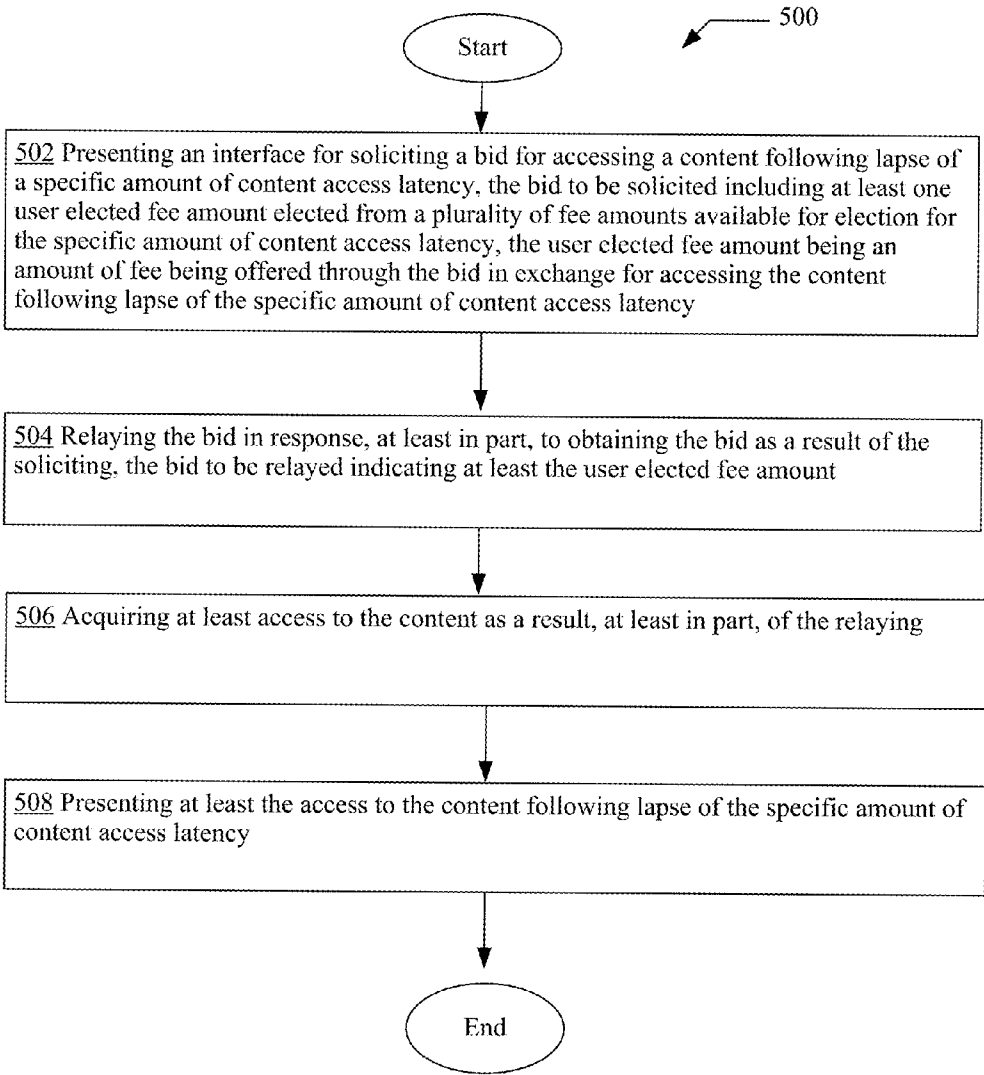 500
Start
502 Presenting an interface for soliciting a bid for accessing a content following lapse of
a specific amount of content access latency, the bid to be solicited including at least one
user elected fee amount elected from a plurality of fee amounts available for election for
the specific amount of content access latency, the user elected fee amount being an
amount of fee being offered through the bid in exchange for accessing the content
following lapse of the specific amount of content access latency
504 Relaying the bid in response, at least in part, to obtaining the bid as a result of the
soliciting, the bid to be relayed indicating at least the user elected fee amount
506 Acquiring at least access to the content as a result, at least in part, of the relaying
508 Presenting at least the access to the content following lapse of the specific amount of
content access latency
End